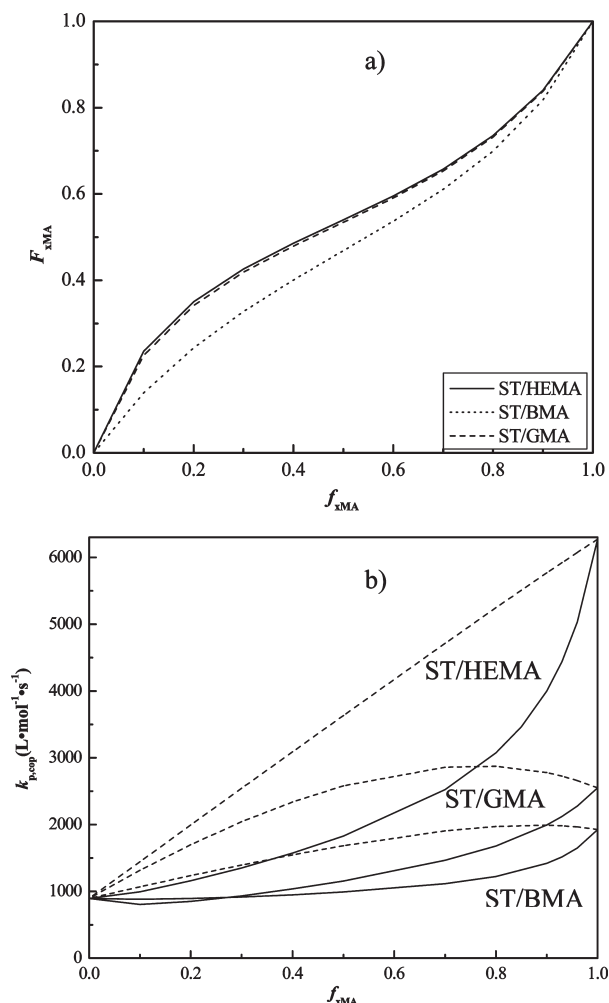 a)
1.0
0.8
0.6
0.4
0.2
0.0
F_xMA
ST/HEMA
ST/BMA
ST/GMA
0.0 0.2 0.4 0.6 0.8 1.0
f_xMA
b)
6000
5000
4000
3000
2000
1000
0
k_p,cop(L•mol⁻¹•s⁻¹)
ST/HEMA
ST/GMA
ST/BMA
0.0 0.2 0.4 0.6 0.8 1.0
f_xMA